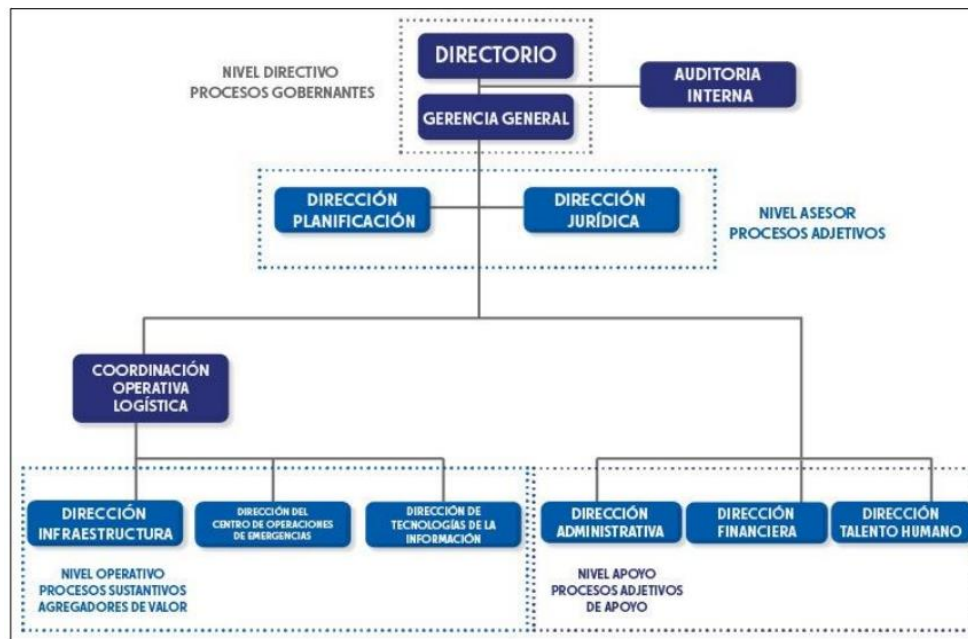 DIRECTORIO
NIVEL DIRECTIVO
PROCESOS GOBERNANTES
AUDITORIA
INTERNA
GERENCIA GENERAL
DIRECCIÓN
PLANIFICACIÓN
DIRECCIÓN
JURÍDICA
NIVEL ASESOR
PROCESOS ADJETIVOS
COORDINACIÓN
OPERATIVA
LOGÍSTICA
DIRECCIÓN
INFRAESTRUCTURA
DIRECCIÓN DEL
CENTRO DE OPERACIONES
DE EMERGENCIAS
DIRECCIÓN DE
TECNOLOGÍAS DE LA
INFORMACIÓN
DIRECCIÓN
ADMINISTRATIVA
DIRECCIÓN
FINANCIERA
DIRECCIÓN
TALENTO HUMANO
NIVEL OPERATIVO
PROCESOS SUSTANTIVOS
AGREGADORES DE VALOR
NIVEL APOYO
PROCESOS ADJETIVOS
DE APOYO